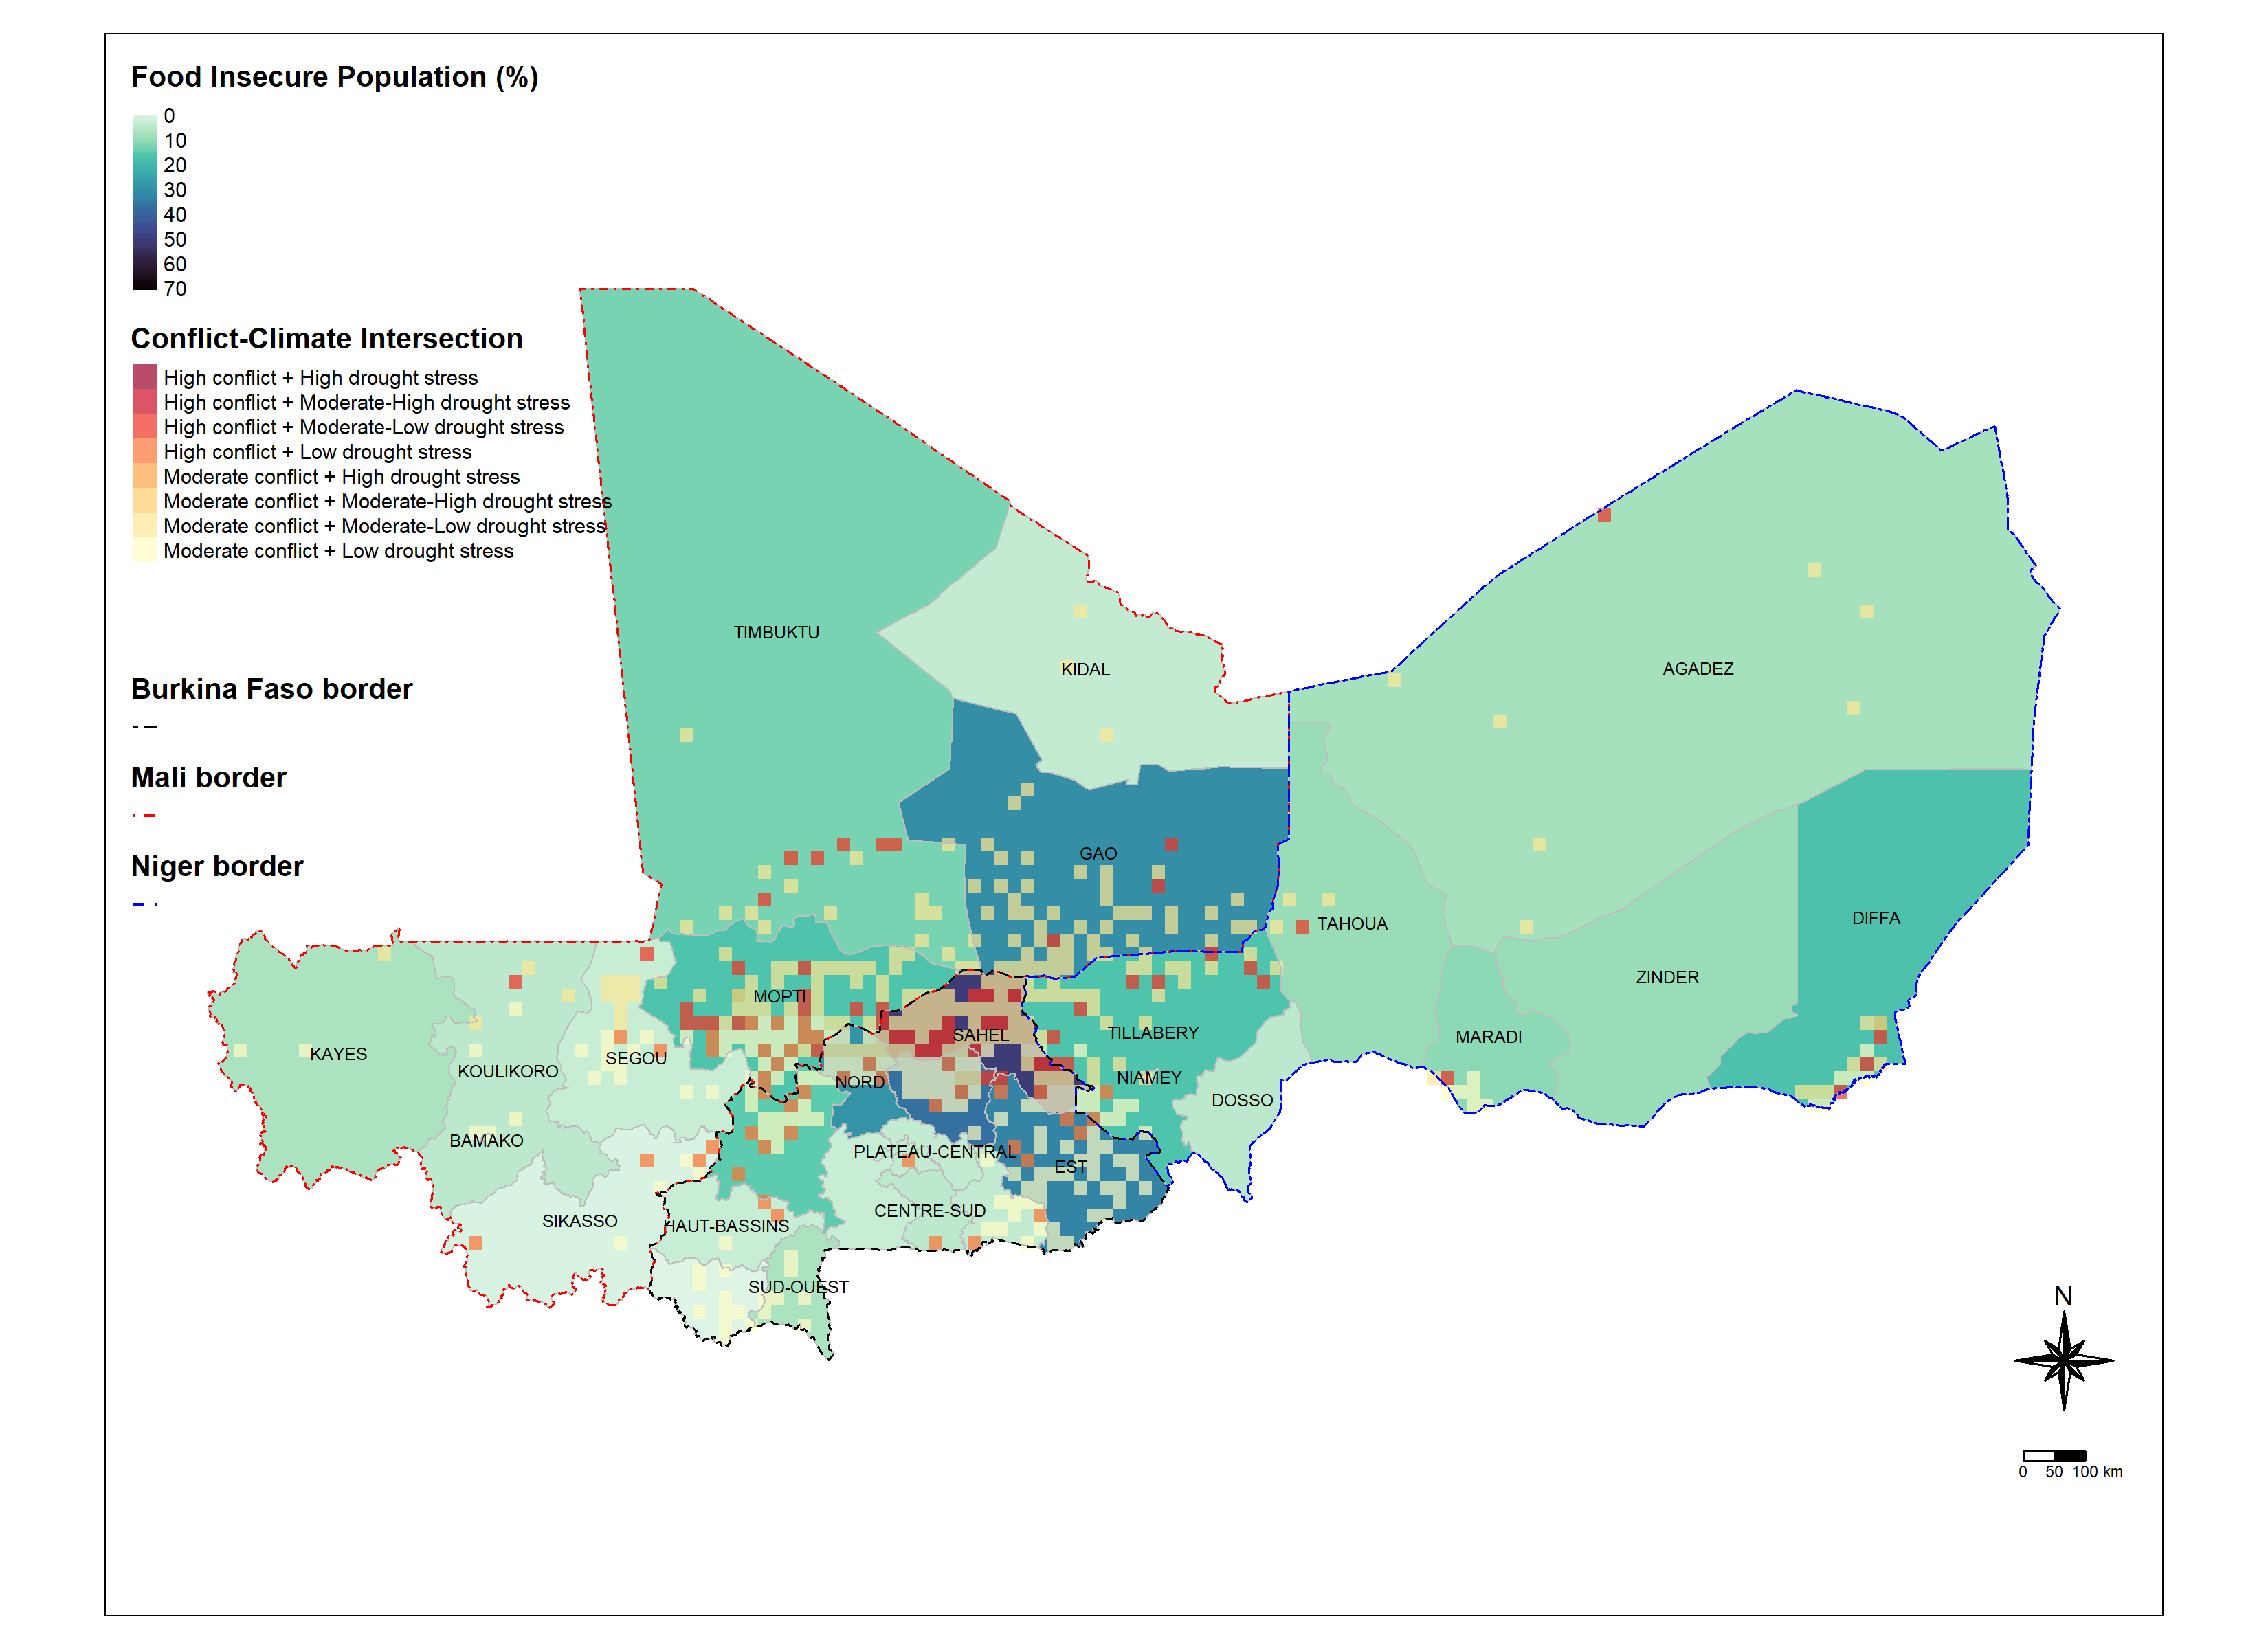 Food Insecure Population (%)
0
10
20
30
40
50
60
70
Conflict-Climate Intersection
High conflict + High drought stress
High conflict + Moderate-High drought stress
High conflict + Moderate-Low drought stress
High conflict + Low drought stress
Moderate conflict + High drought stress
Moderate conflict + Moderate-High drought stress
Moderate conflict + Moderate-Low drought stress
Moderate conflict + Low drought stress
Burkina Faso border
Mali border
Niger border
TIMBUKTU
KIDAL
AGADEZ
GAO
TAHOUA
DIFFA
ZINDER
MOPTI
SAHEL
TILLABERY
MARADI
KAYES
SEGOU
KOULIKORO
NORD
NIAMEY
DOSSO
BAMAKO
PLATEAU-CENTRAL
EST
SIKASSO
HAUT-BASSINS
CENTRE-SUD
SUD-OUEST
N
0 50 100 km